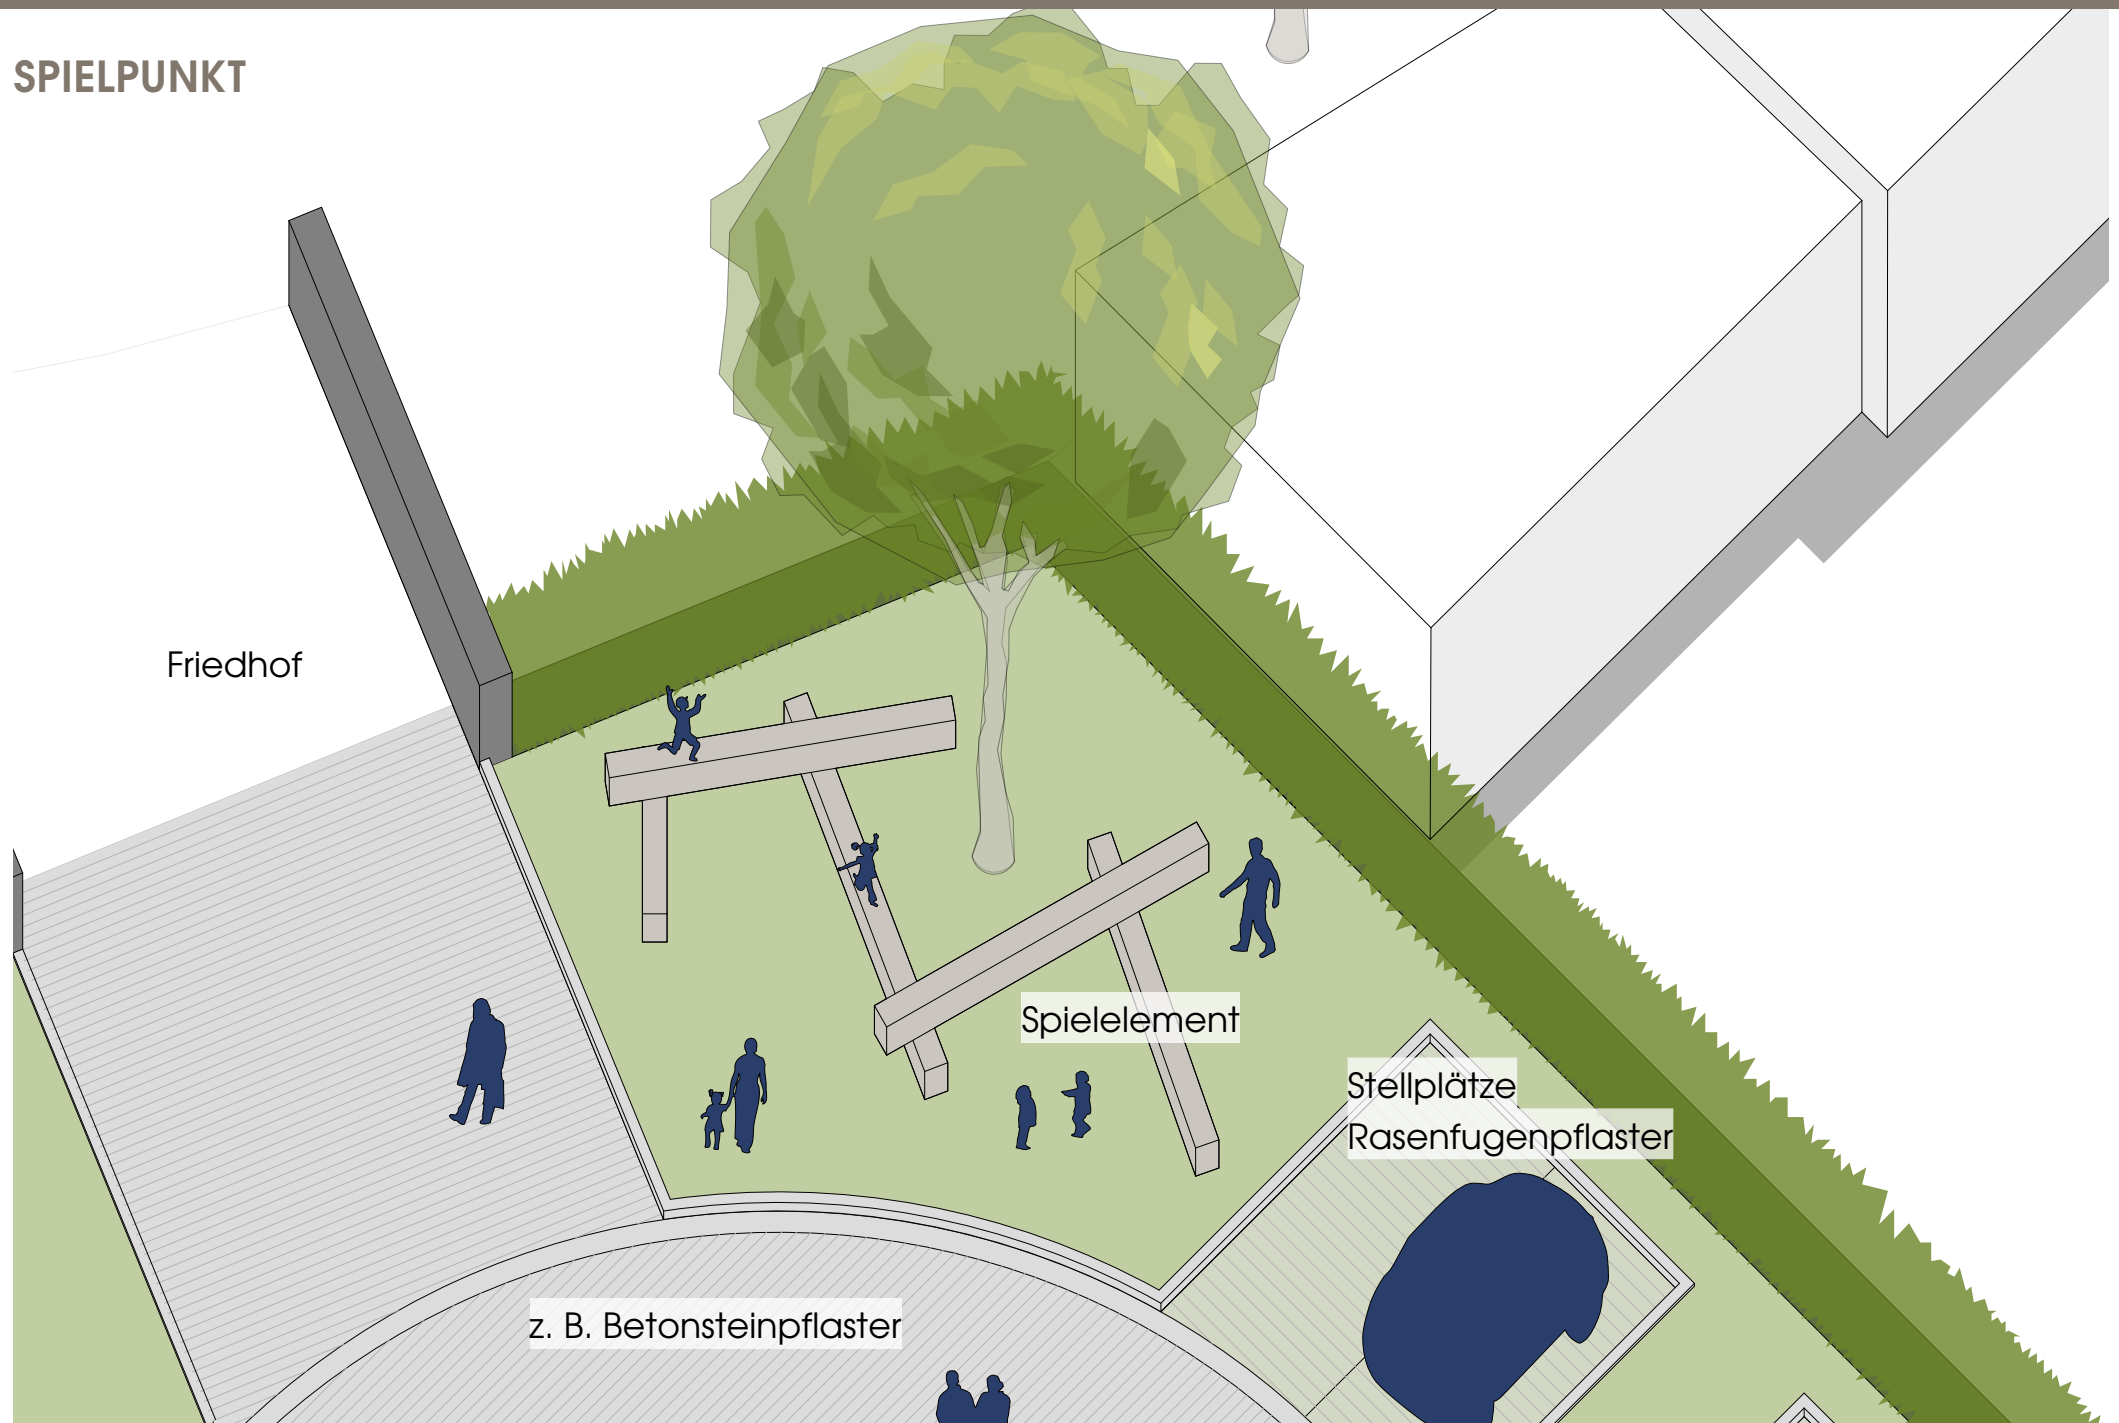 SPIELPUNKT
Friedhof
Spielelement
Stellplätze
Rasenfugenpflaster
z. B. Betonsteinpflaster